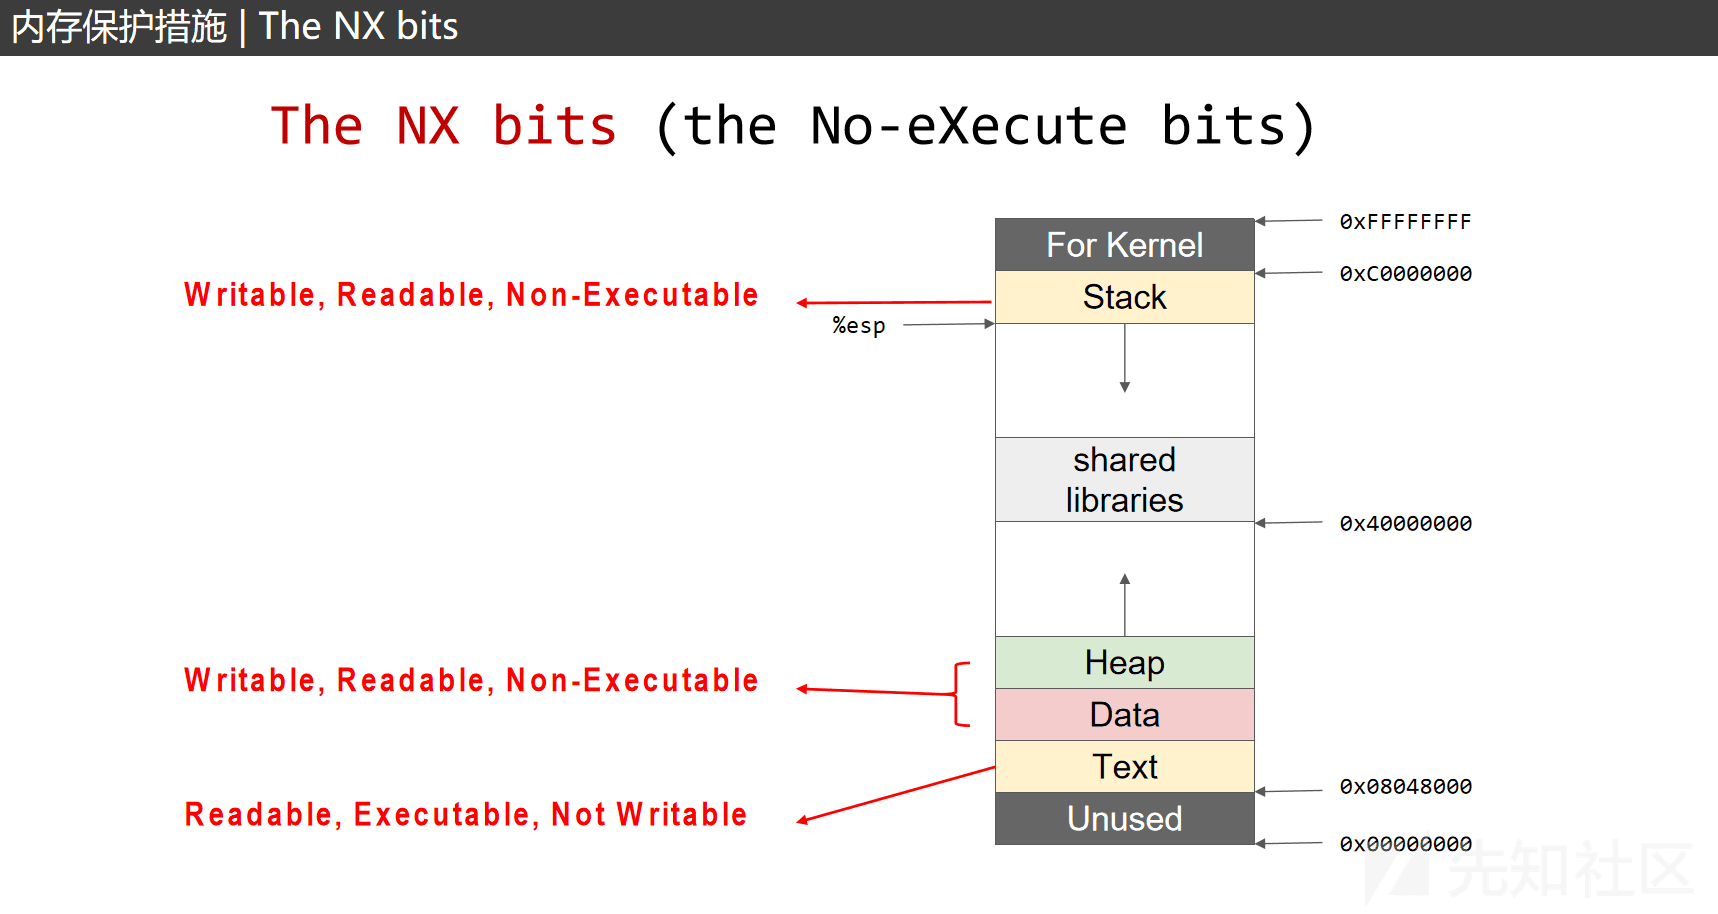 内存保护措施 | The NX bits
The NX bits (the No-eXecute bits)
0xFFFFFFFF
For Kernel
0xC0000000
Writable, Readable, Non-Executable
Stack
%esp
shared
libraries
0x40000000
Writable, Readable, Non-Executable
Heap
Data
Text
0x08048000
Readable, Executable, Not Writable
Unused
0x00000000
先知社区